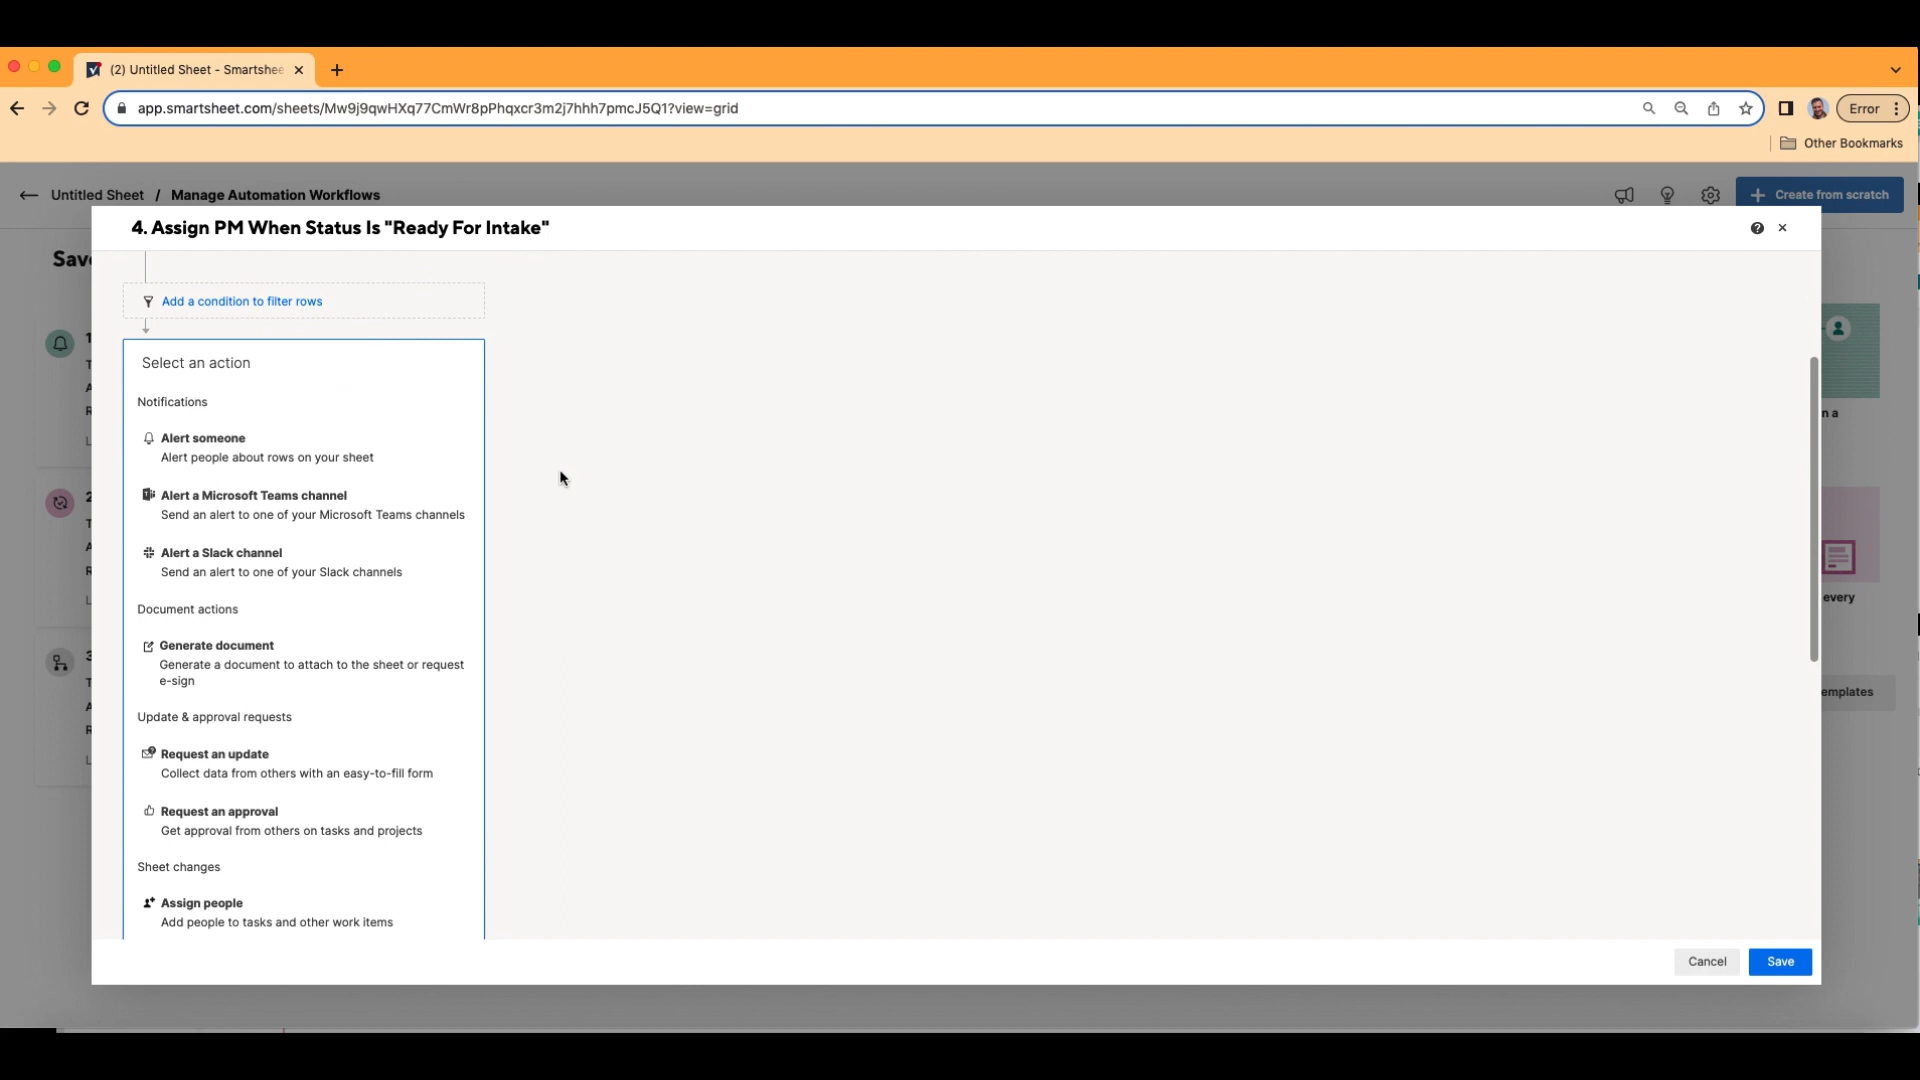 (2) Untitled Sheet - Smartshee
app.smartsheet.com/sheets/Mw9j9qwHXq77CmWr8pPhqxcr3m2j7hhh7pmcJ5Q1?view=grid
Error
Other Bookmarks
Untitled Sheet / Manage Automation Workflows
Create from scratch
4. Assign PM When Status Is "Ready For Intake"
Add a condition to filter rows
Select an action
Notifications
Alert someone
Alert people about rows on your sheet
n a
Alert a Microsoft Teams channel
Send an alert to one of your Microsoft Teams channels
Alert a Slack channel
Send an alert to one of your Slack channels
every
Document actions
Generate document
Generate a document to attach to the sheet or request
e-sign
emplates
Update & approval requests
Request an update
Collect data from others with an easy-to-fill form
Request an approval
Get approval from others on tasks and projects
Sheet changes
Assign people
Add people to tasks and other work items
Cancel
Save